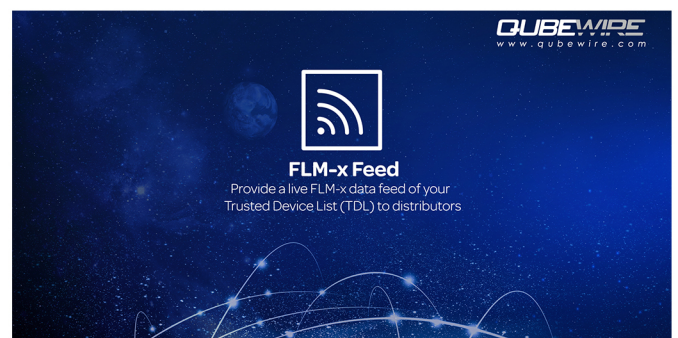 QUBEWIRE
www.qubewire.com
FLM-x Feed
Provide a live FLM-x data feed of your
Trusted Device List (TDL) to distributors